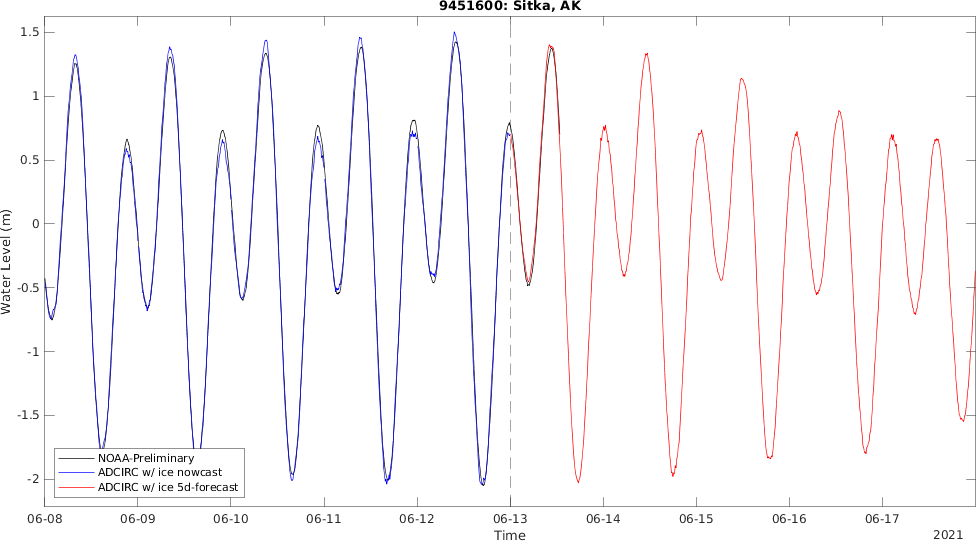 9451600: Sitka, AK
Water Level (m)
1.5
1
0.5
0
-0.5
-1
-1.5
-2
NOAA-Preliminary
ADCIRC w/ ice nowcast
ADCIRC w/ ice 5d-forecast
06-08 06-09 06-10 06-11 06-12 06-13 06-14 06-15 06-16 06-17
Time
2021